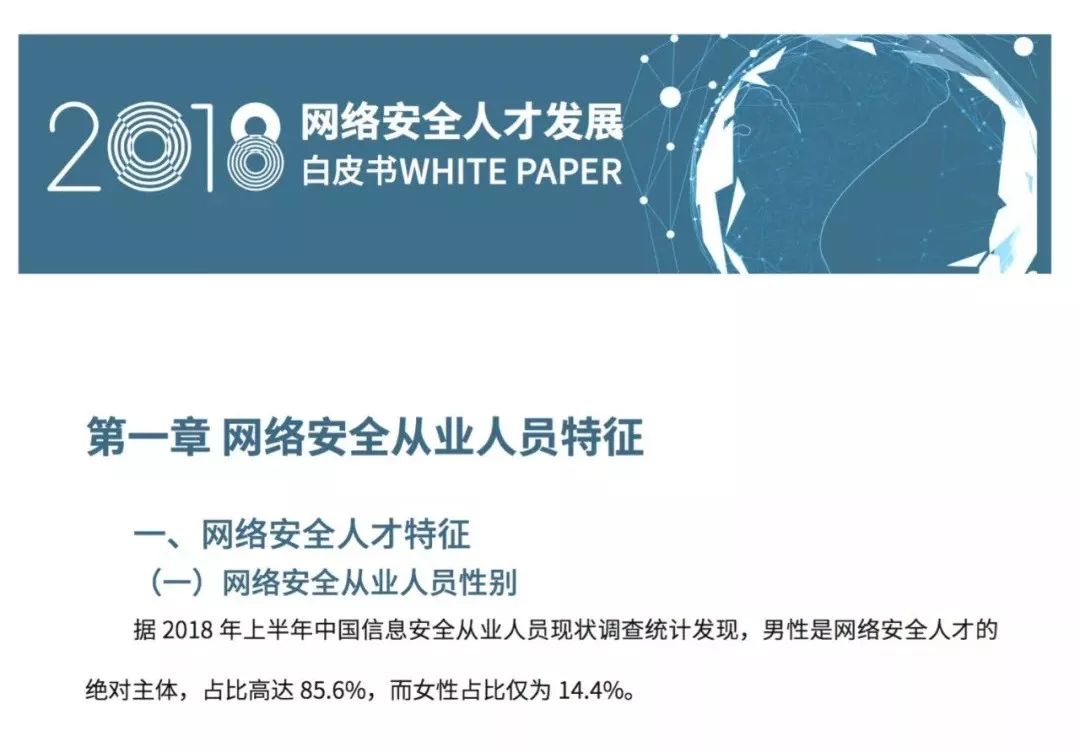 2018 网络安全人才发展
白皮书WHITE PAPER
第一章 网络安全从业人员特征
一、网络安全人才特征
（一）网络安全从业人员性别
据 2018 年上半年中国信息安全从业人员现状调查统计发现，男性是网络安全人才的
绝对主体，占比高达 85.6%，而女性占比仅为 14.4%。